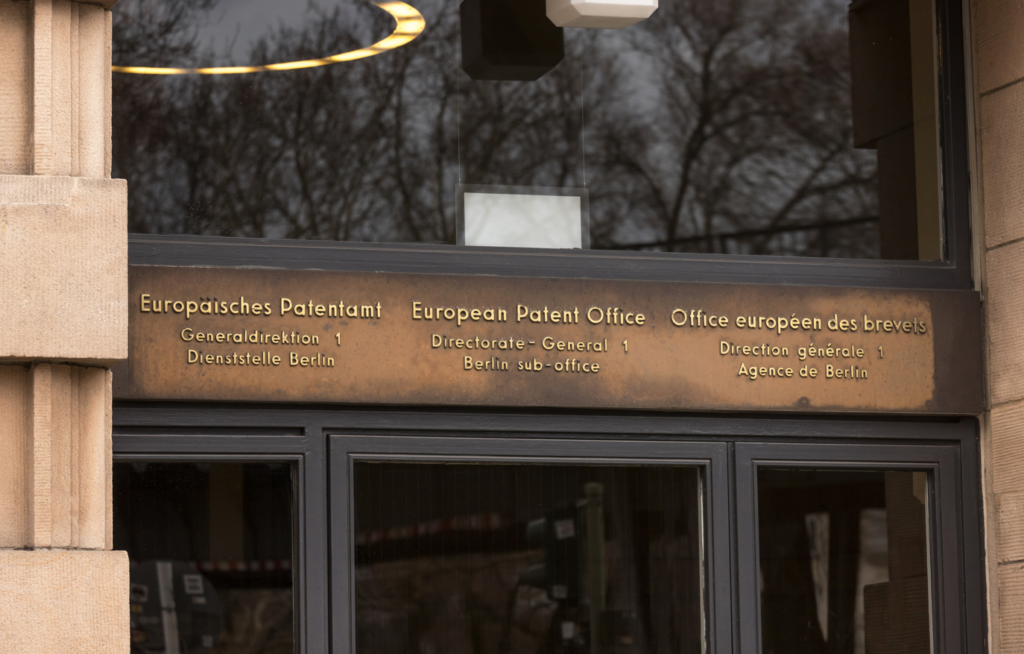 Europäisches Patentamt
Generaldirektion 1
Dienststelle Berlin
European Patent Office
Directorate-General 1
Berlin sub-office
Office européen des brevets
Direction générale 1
Agence de Berlin